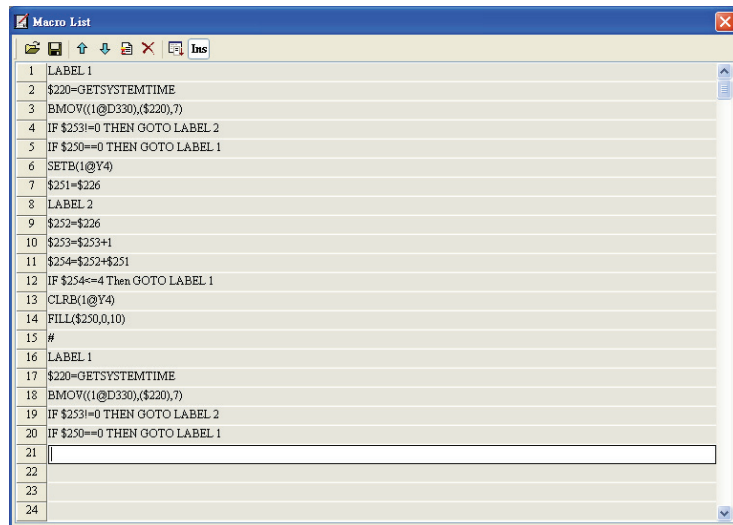 Macro List
Ins
1 LABEL 1
2 $220=GETSYSTEMTIME
3 BMOV((1@D330),($220),7)
4 IF $253!=0 THEN GOTO LABEL 2
5 IF $250==0 THEN GOTO LABEL 1
6 SETB(1@Y4)
7 $251=$226
8 LABEL 2
9 $252=$226
10 $253=$253+1
11 $254=$252+$251
12 IF $254<=4 Then GOTO LABEL 1
13 CLRB(1@Y4)
14 FILL($250,0,10)
15 #
16 LABEL 1
17 $220=GETSYSTEMTIME
18 BMOV((1@D330),($220),7)
19 IF $253!=0 THEN GOTO LABEL 2
20 IF $250==0 THEN GOTO LABEL 1
21
22
23
24